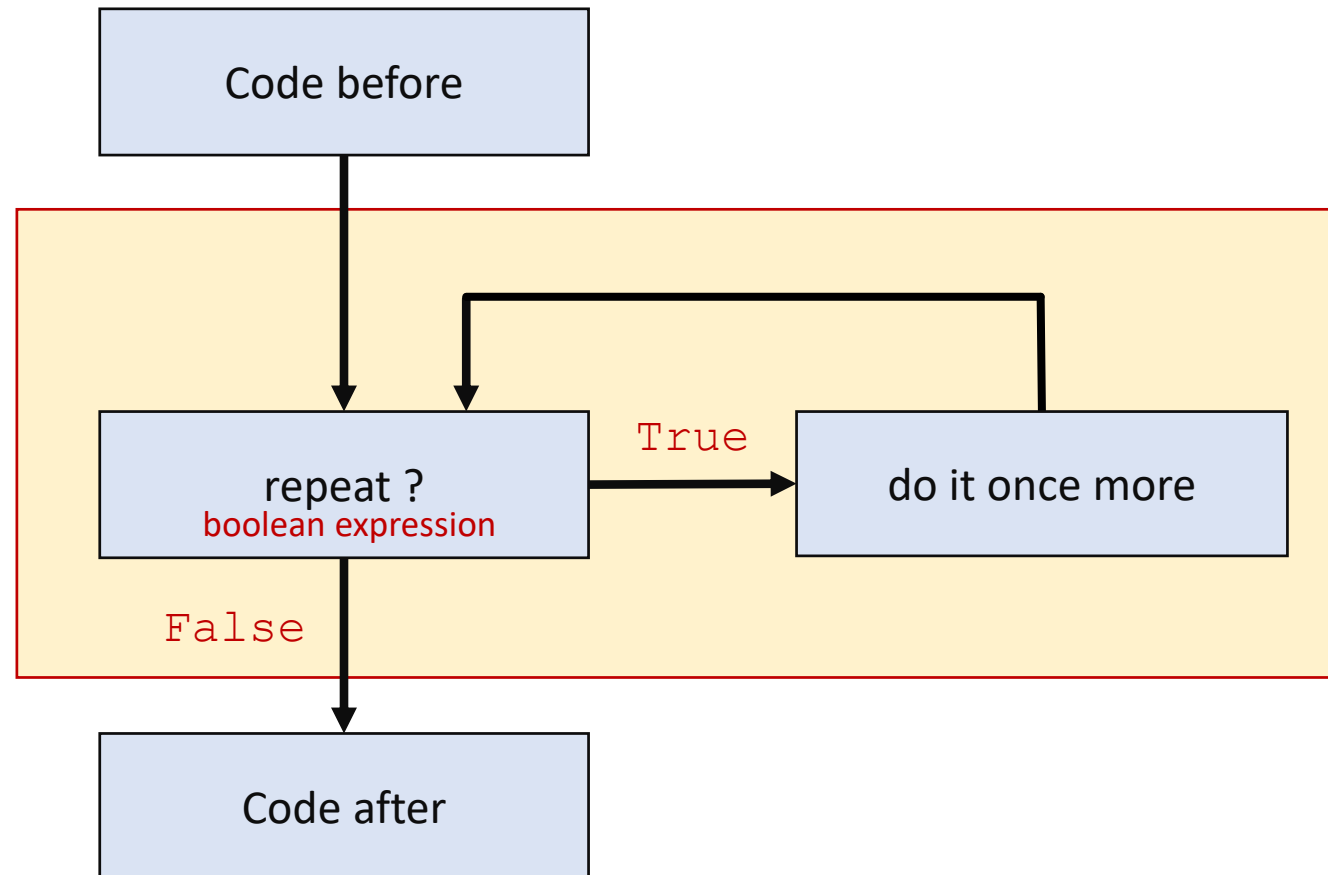 Code before
True
repeat ?
boolean expression
do it once more
False
Code after